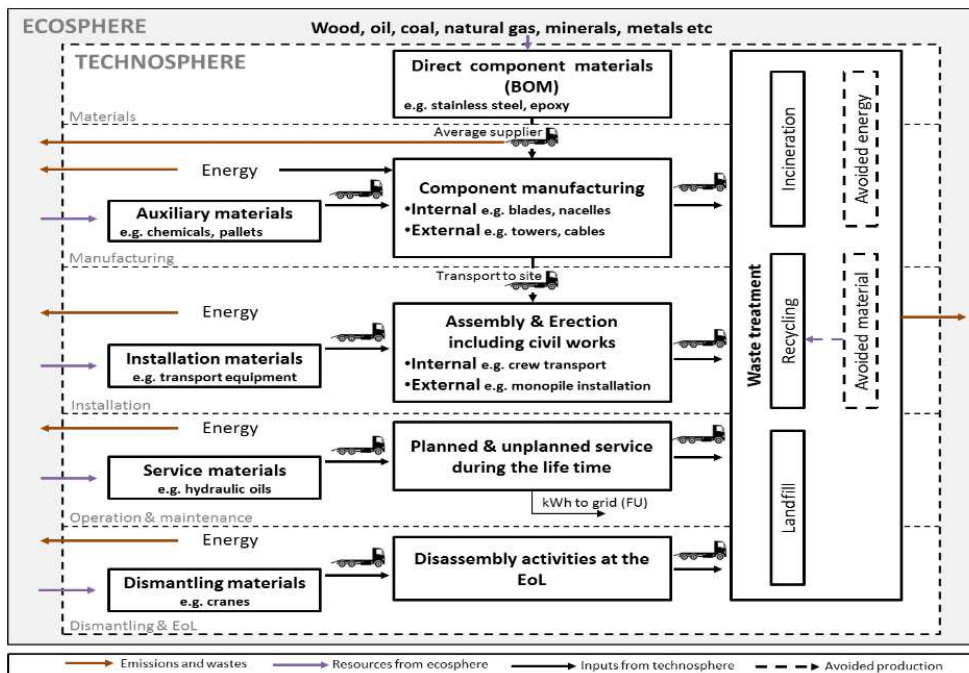 ECOSPHERE
Wood, oil, coal, natural gas, minerals, metals etc
TECHNOSPHERE
Direct component materials
(BOM)
e.g. stainless steel, epoxy
Materials
Average supplier
Energy
Auxiliary materials
e.g. chemicals, pallets
Component manufacturing
•Internal e.g. blades, nacelles
•External e.g. towers, cables
Manufacturing
Transport to site
Energy
Installation materials
e.g. transport equipment
Assembly & Erection
including civil works
•Internal e.g. crew transport
•External e.g. monopile installation
Installation
Energy
Service materials
e.g. hydraulic oils
Planned & unplanned service
during the life time
kWh to grid (FU)
Operation & maintenance
Energy
Dismantling materials
e.g. cranes
Disassembly activities at the
EoL
Dismantling & EoL
Waste treatment
Incineration
Avoided energy
Recycling
Avoided material
Landfill
Emissions and wastes
Resources from ecosphere
Inputs from technosphere
Avoided production